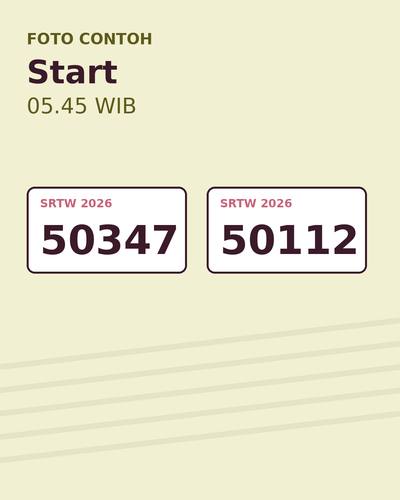 FOTO CONTOH
Start
05.45 WIB
SRTW 2026
50347
SRTW 2026
50112